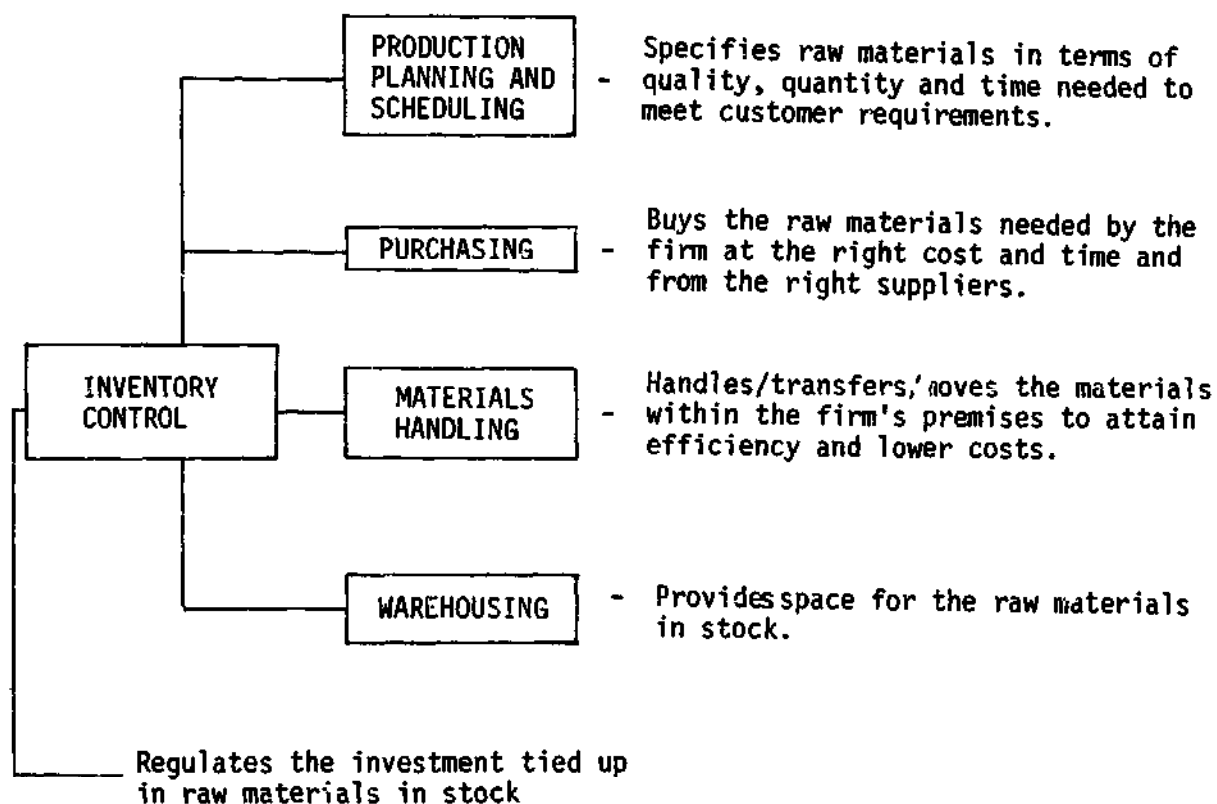 PRODUCTION
PLANNING AND
SCHEDULING
- Specifies raw materials in terms of
quality, quantity and time needed to
meet customer requirements.
PURCHASING
- Buys the raw materials needed by the
firm at the right cost and time and
from the right suppliers.
INVENTORY
CONTROL
MATERIALS
HANDLING
- Handles/transfers/moves the materials
within the firm's premises to attain
efficiency and lower costs.
WAREHOUSING
- Provides space for the raw materials
in stock.
Regulates the investment tied up
in raw materials in stock